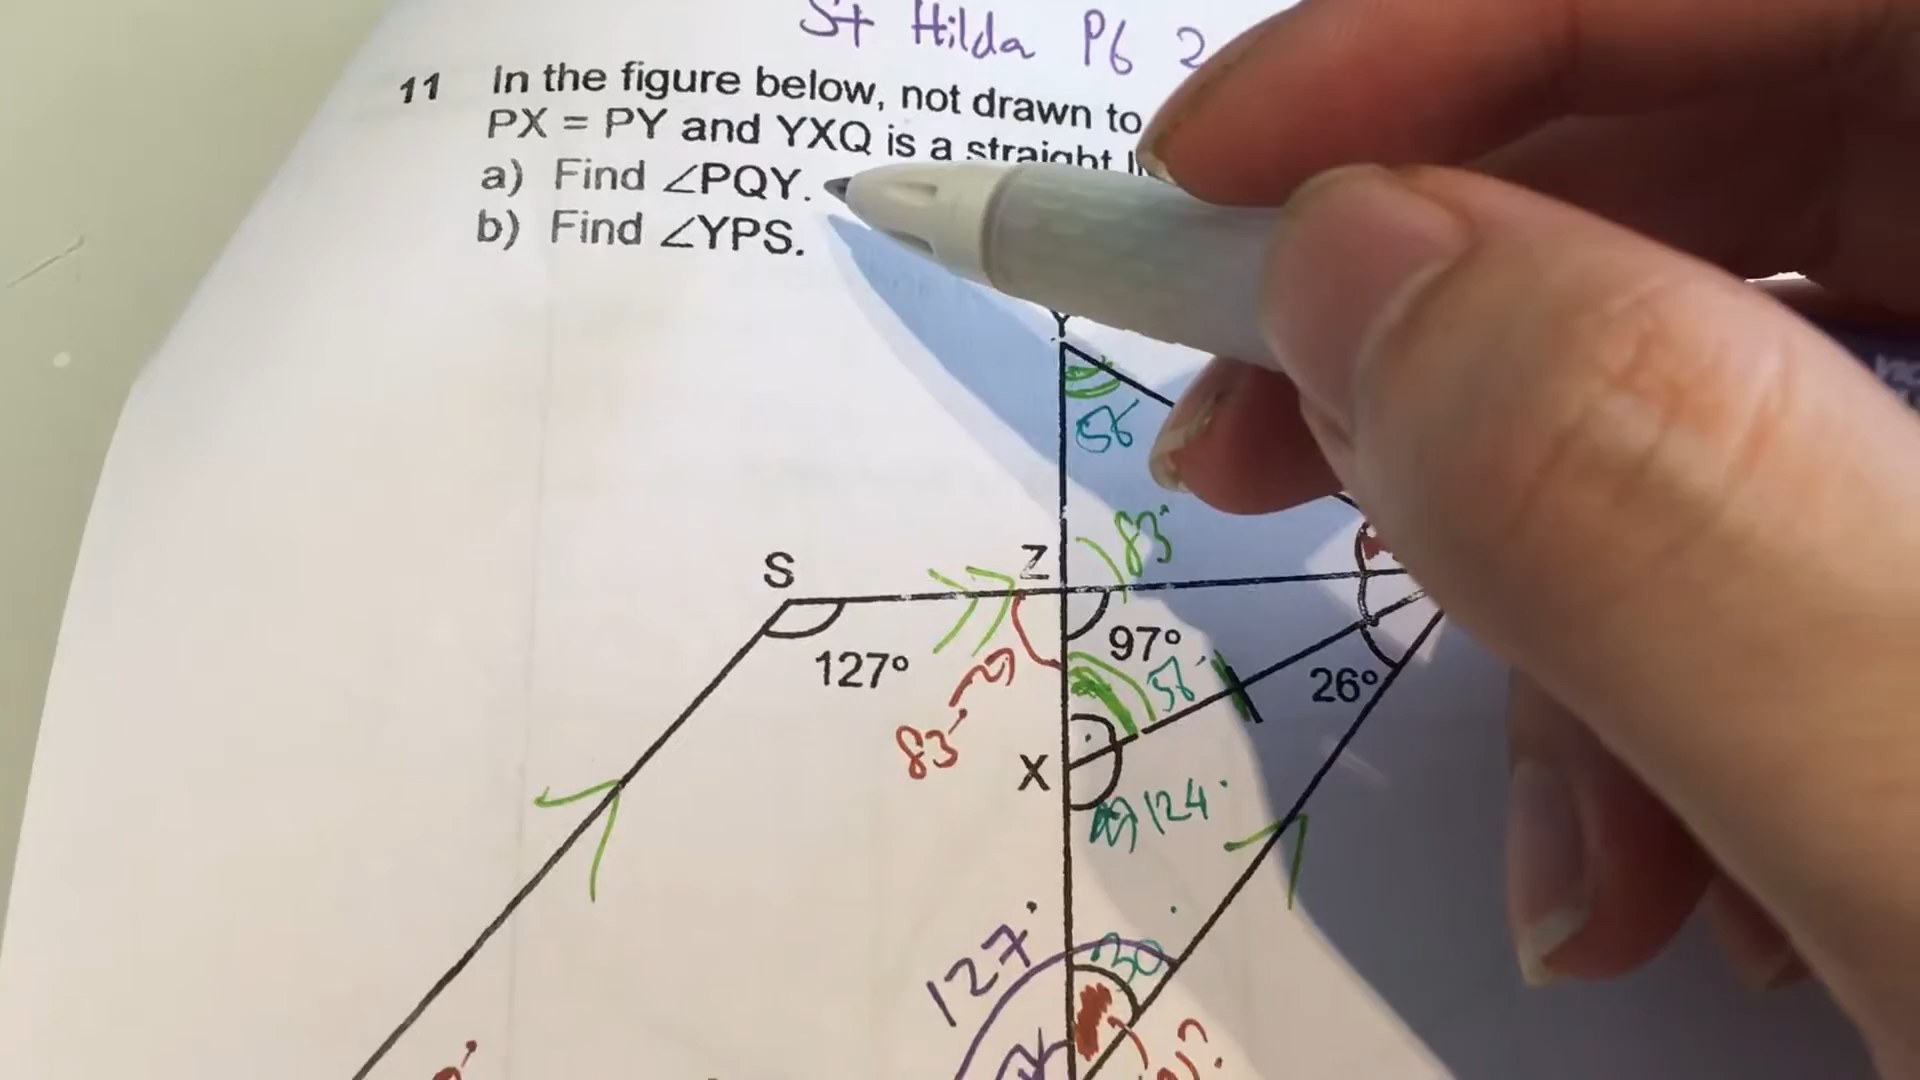 St Hilda P6 2
11 In the figure below, not drawn to
PX = PY and YXQ is a straight
a) Find ∠PQY.
b) Find ∠YPS.
Y
56
83°
S
Z
127°
97°
56°
26°
83°
X
124°
127°
30°
a)?